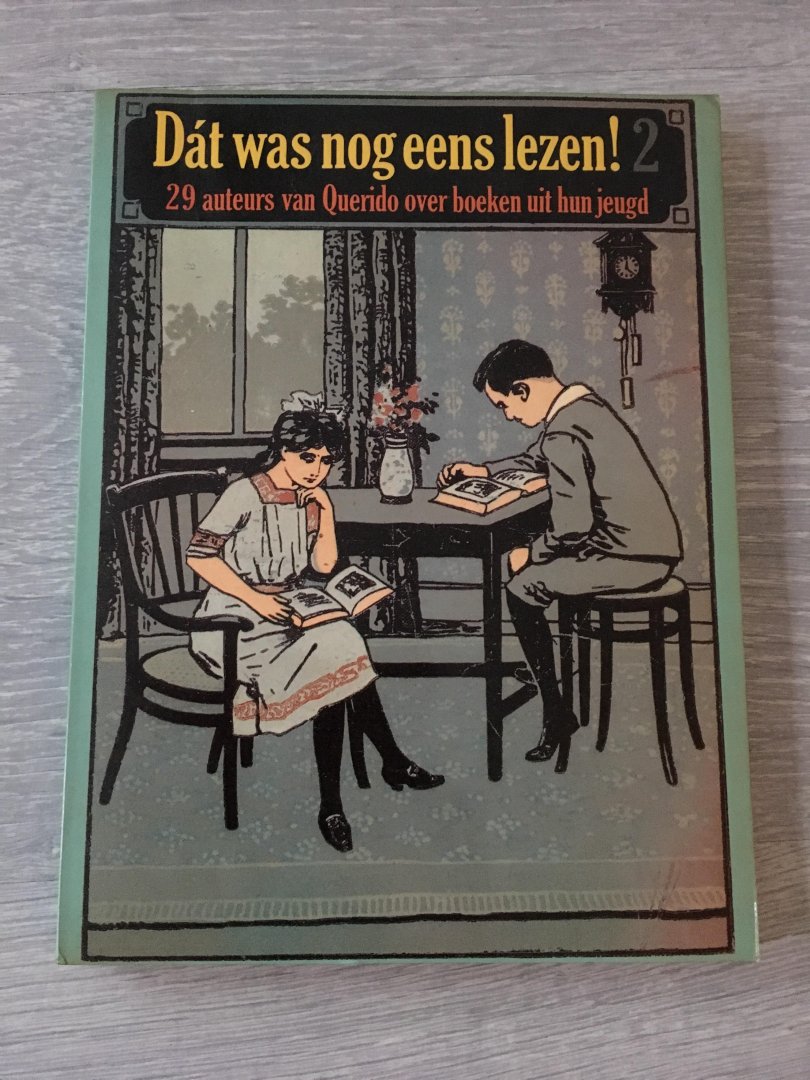 Dát was nog eens lezen! 2
29 auteurs van Querido over boeken uit hun jeugd